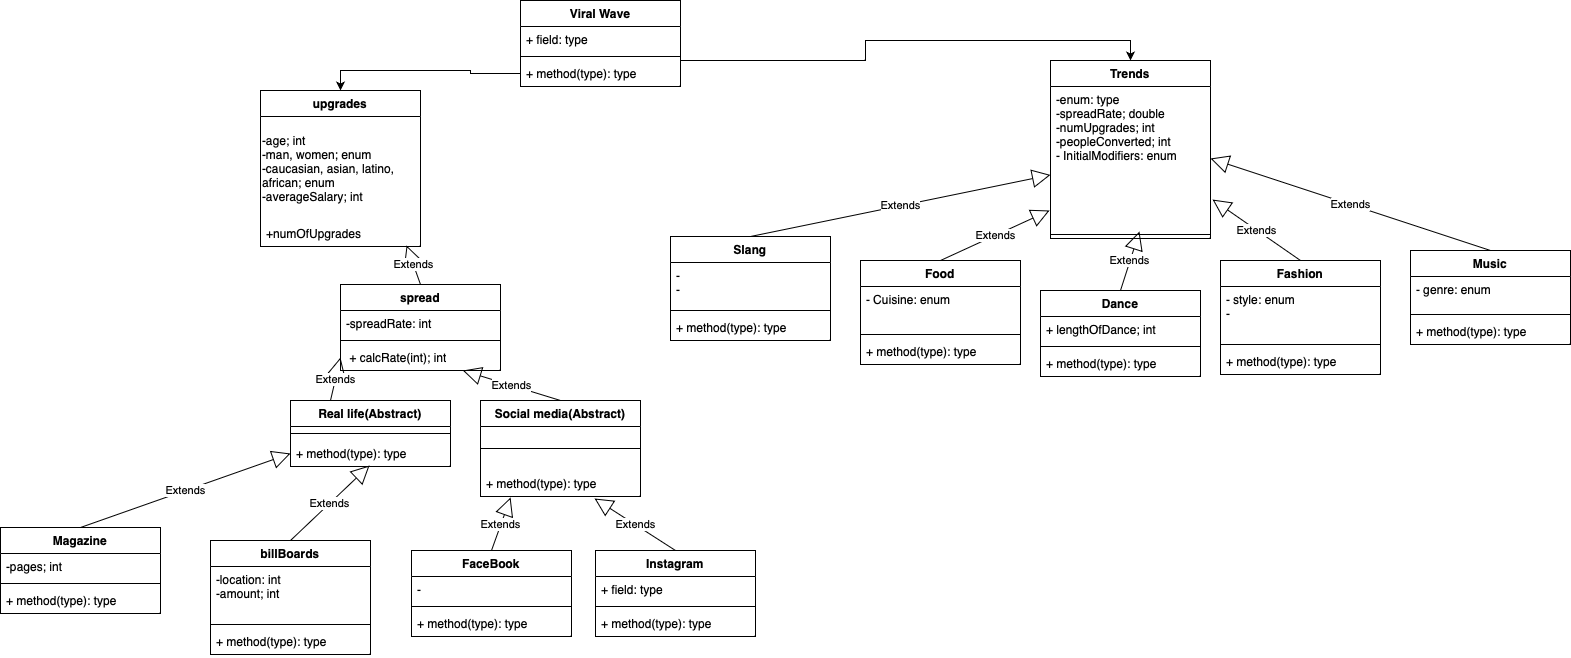 Viral Wave
+ field: type
+ method(type): type
upgrades
-age; int
-man, women; enum
-caucasian, asian, latino,
african; enum
-averageSalary; int
+numOfUpgrades
Trends
-enum: type
-spreadRate; double
-numUpgrades; int
-peopleConverted; int
- InitialModifiers: enum
Extends
Extends
Extends
Extends
Extends
Slang
-
-
+ method(type): type
Food
- Cuisine: enum
+ method(type): type
Dance
+ lengthOfDance; int
+ method(type): type
Fashion
- style: enum
-
+ method(type): type
Music
- genre: enum
+ method(type): type
Extends
spread
-spreadRate: int
+ calcRate(int); int
Extends
Extends
Real life(Abstract)
+ method(type): type
Social media(Abstract)
+ method(type): type
Extends
Extends
Extends
Extends
Magazine
-pages; int
+ method(type): type
billBoards
-location: int
-amount; int
+ method(type): type
FaceBook
-
+ method(type): type
Instagram
+ field: type
+ method(type): type